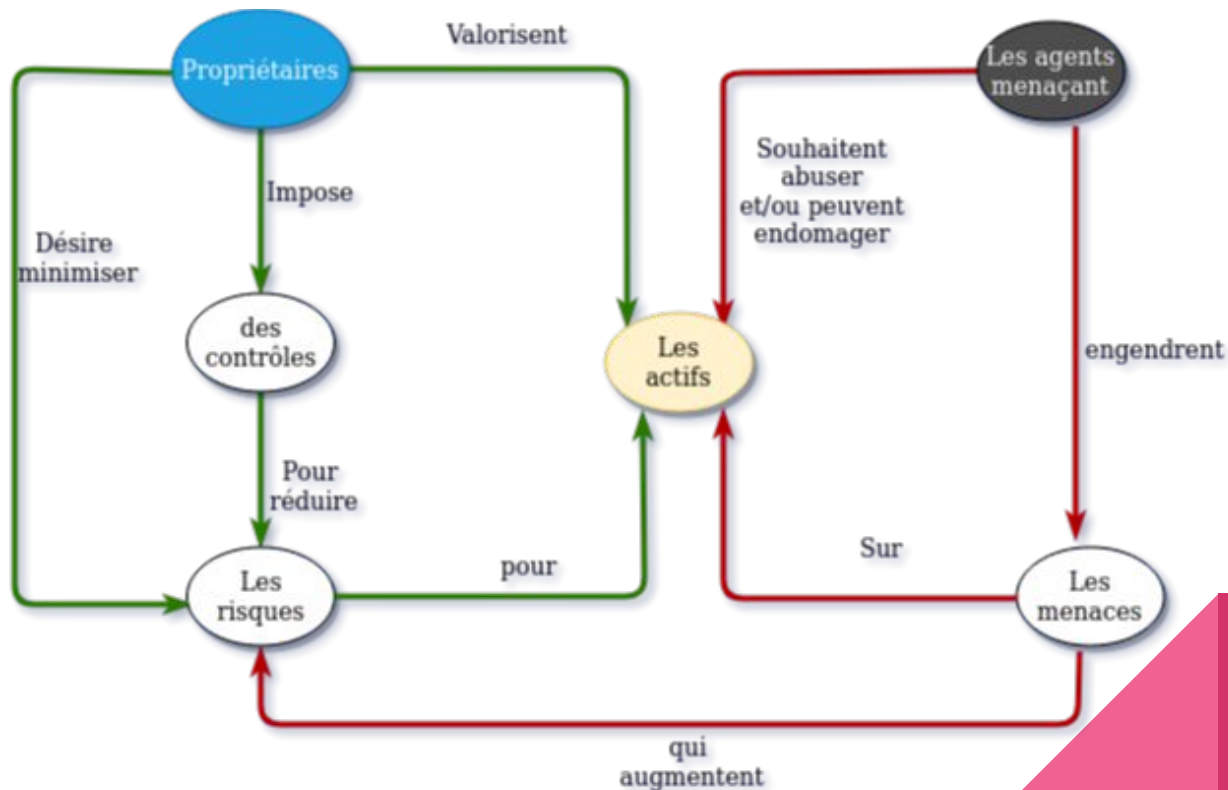 Valorisent
Propriétaires
Les agents
menaçant
Souhaitent
abuser
et/ou peuvent
endomager
Impose
Désire
minimiser
des
contrôles
Les
actifs
engendrent
Pour
réduire
pour
Sur
Les
risques
Les
menaces
qui
augmentent